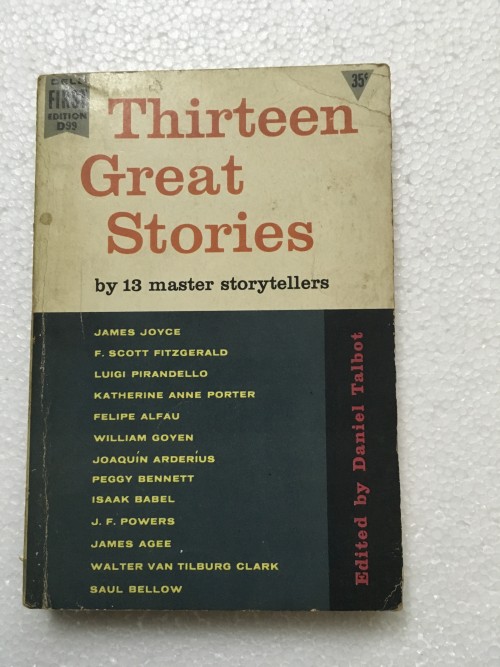 DELL
FIRST
EDITION
D99
35¢
Thirteen
Great
Stories
by 13 master storytellers
JAMES JOYCE
F. SCOTT FITZGERALD
LUIGI PIRANDELLO
KATHERINE ANNE PORTER
FELIPE ALFAU
WILLIAM GOYEN
JOAQUÍN ARDERÍUS
PEGGY BENNETT
ISAAK BABEL
J. F. POWERS
JAMES AGEE
WALTER VAN TILBURG CLARK
SAUL BELLOW
Edited by Daniel Talbot